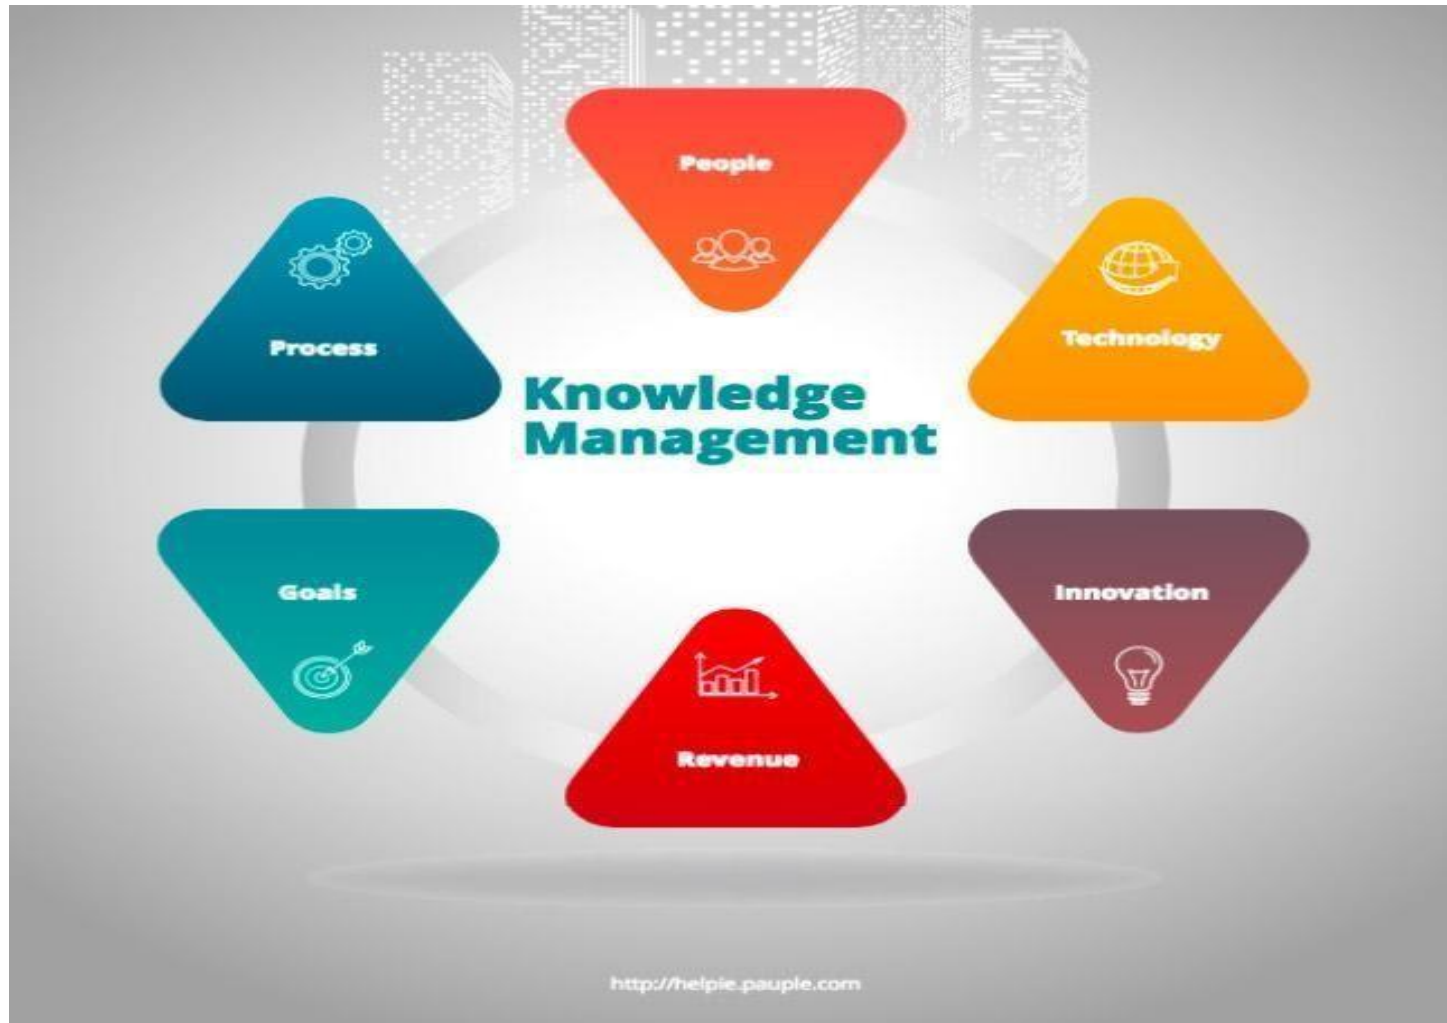 People
Process
Technology
Knowledge
Management
Goals
Innovation
Revenue
http://helpie.pauple.com